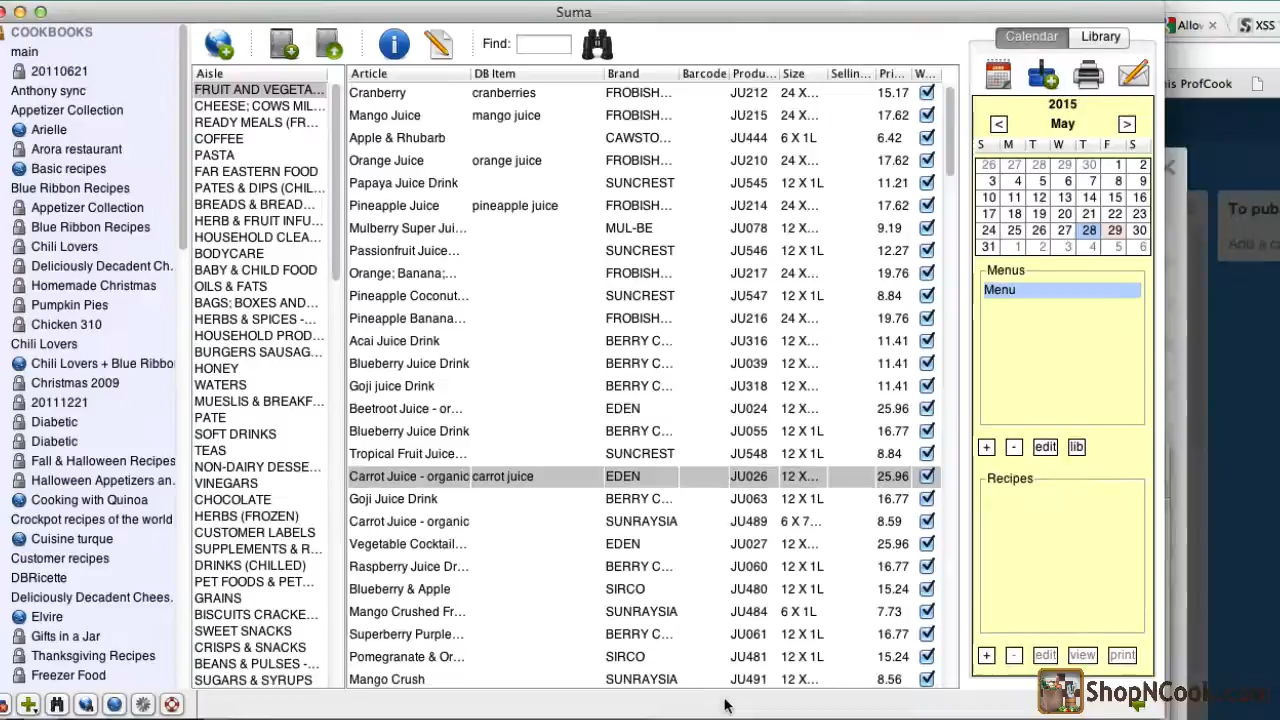 Suma
COOKBOOKS
main
20110621
Anthony sync
Appetizer Collection
Arielle
Arora restaurant
Basic recipes
Blue Ribbon Recipes
Appetizer Collection
Blue Ribbon Recipes
Chili Lovers
Deliciously Decadent Ch.
Homemade Christmas
Pumpkin Pies
Chicken 310
Chili Lovers
Chili Lovers + Blue Ribbo
Christmas 2009
20111221
Diabetic
Diabetic
Fall & Halloween Recipes
Halloween Appetizers an.
Cooking with Quinoa
Crockpot recipes of the world
Cuisine turque
Customer recipes
DBRicette
Deliciously Decadent Chees.
Elvire
Gifts in a Jar
Thanksgiving Recipes
Freezer Food
Find:
Aisle
FRUIT AND VEGETA...
CHEESE; COWS MIL...
READY MEALS (FR...
COFFEE
PASTA
FAR EASTERN FOOD
PATES & DIPS (CHIL...
BREADS & BREAD...
HERB & FRUIT INFU...
HOUSEHOLD CLEA...
BODYCARE
BABY & CHILD FOOD
OILS & FATS
BAGS; BOXES AND...
HERBS & SPICES -...
HOUSEHOLD PROD...
BURGERS SAUSAG...
HONEY
WATERS
MUESLIS & BREAKF...
PATE
SOFT DRINKS
TEAS
NON-DAIRY DESSE...
VINEGARS
CHOCOLATE
HERBS (FROZEN)
CUSTOMER LABELS
SUPPLEMENTS & R...
DRINKS (CHILLED)
PET FOODS & PET...
GRAINS
BISCUITS CRACKE...
SWEET SNACKS
CRISPS & SNACKS
BEANS & PULSES -...
SUGARS & SYRUPS
Article DB Item Brand Barcode Produ... Size Sellin... Pri... W...
Cranberry cranberries FROBISH... JU212 24 X... 15.17
Mango Juice mango juice FROBISH... JU215 24 X... 17.62
Apple & Rhubarb CAWSTO... JU444 6 X 1L 6.42
Orange Juice orange juice FROBISH... JU210 24 X... 17.62
Papaya Juice Drink SUNCREST JU545 12 X 1L 11.21
Pineapple Juice pineapple juice FROBISH... JU214 24 X... 17.62
Mulberry Super Jui... MUL-BE JU078 12 X... 9.19
Passionfruit Juice... SUNCREST JU546 12 X 1L 12.27
Orange; Banana;... FROBISH... JU217 24 X... 19.76
Pineapple Coconut... SUNCREST JU547 12 X 1L 8.84
Pineapple Banana... FROBISH... JU216 24 X... 19.76
Acai Juice Drink BERRY C... JU316 12 X... 11.41
Blueberry Juice Drink BERRY C... JU039 12 X... 11.41
Goji juice Drink BERRY C... JU318 12 X... 11.41
Beetroot Juice - or... EDEN JU024 12 X... 25.96
Blueberry Juice Drink BERRY C... JU055 12 X 1L 16.77
Tropical Fruit Juice... SUNCREST JU548 12 X 1L 8.84
Carrot Juice - organic carrot juice EDEN JU026 12 X... 25.96
Goji Juice Drink BERRY C... JU063 12 X 1L 16.77
Carrot Juice - organic SUNRAYSIA JU489 6 X 7... 8.59
Vegetable Cocktail... EDEN JU027 12 X... 25.96
Raspberry Juice Dr... BERRY C... JU060 12 X 1L 16.77
Blueberry & Apple SIRCO JU480 12 X 1L 15.24
Mango Crushed Fr... SUNRAYSIA JU484 6 X 1L 7.73
Superberry Purple... BERRY C... JU061 12 X 1L 16.77
Pomegranate & Or... SIRCO JU481 12 X 1L 15.24
Mango Crush SUNRAYSIA JU491 6 X 1L 8.56
Calendar Library
2015
< May >
S M T W T F S
26 27 28 29 30 1 2
3 4 5 6 7 8 9
10 11 12 13 14 15 16
17 18 19 20 21 22 23
24 25 26 27 28 29 30
31 1 2 3 4 5 6
Menus
Menu
+ - edit lib
Recipes
+ - edit view print
ShopNCook.com
Allow × XSS
his ProfCook
To pub
Add a c